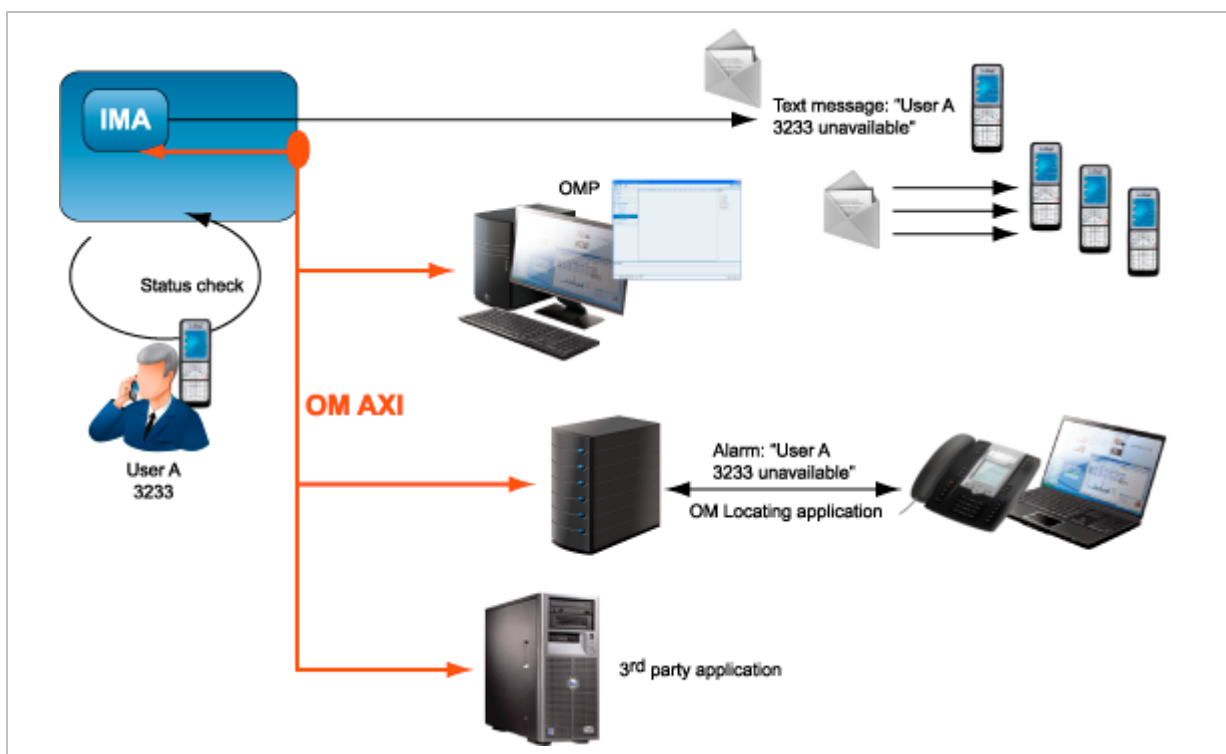 IMA
Text message: "User A
3233 unavailable"
OMP
Status check
OM AXI
User A
3233
Alarm: "User A
3233 unavailable"
OM Locating application
3rd party application